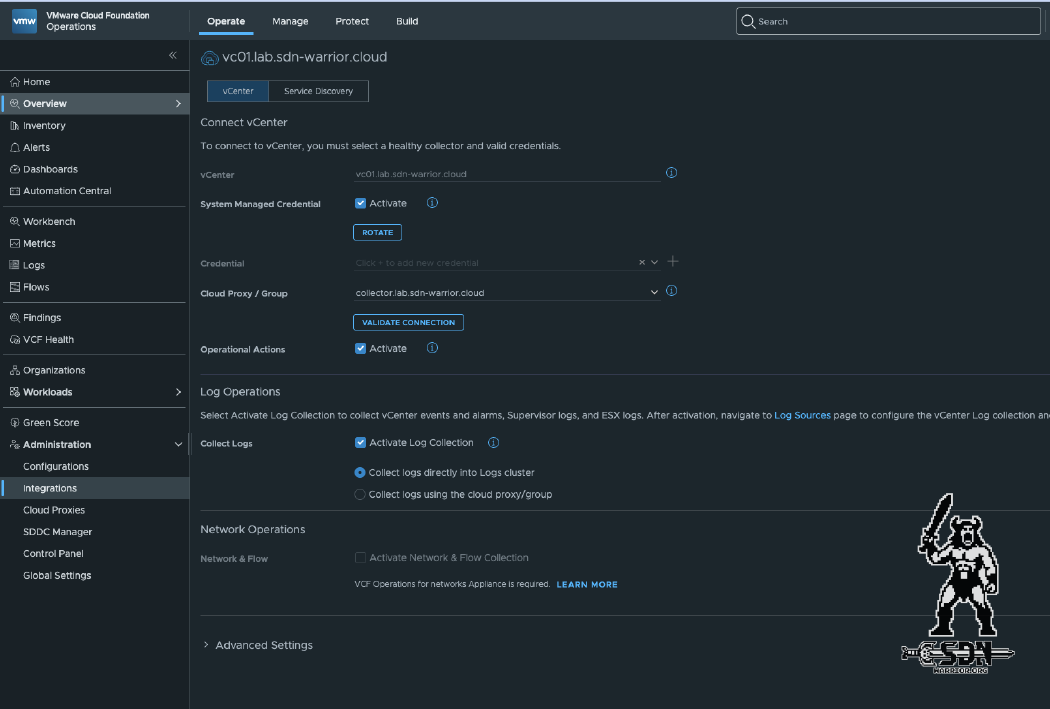 vmw
VMware Cloud Foundation
Operations
Operate Manage Protect Build
Search
Home
Overview
Inventory
Alerts
Dashboards
Automation Central
Workbench
Metrics
Logs
Flows
Findings
VCF Health
Organizations
Workloads
Green Score
Administration
Configurations
Integrations
Cloud Proxies
SDDC Manager
Control Panel
Global Settings
vc01.lab.sdn-warrior.cloud
vCenter Service Discovery
Connect vCenter
To connect to vCenter, you must select a healthy collector and valid credentials.
vCenter vc01.lab.sdn-warrior.cloud
System Managed Credential Activate
ROTATE
Credential Click + to add new credential
Cloud Proxy / Group collector.lab.sdn-warrior.cloud
VALIDATE CONNECTION
Operational Actions Activate
Log Operations
Select Activate Log Collection to collect vCenter events and alarms, Supervisor logs, and ESX logs. After activation, navigate to Log Sources page to configure the vCenter Log collection and
Collect Logs Activate Log Collection
Collect logs directly into Logs cluster
Collect logs using the cloud proxy/group
Network Operations
Network & Flow Activate Network & Flow Collection
VCF Operations for networks Appliance is required. LEARN MORE
Advanced Settings
SDN
WARRIOR.ORG